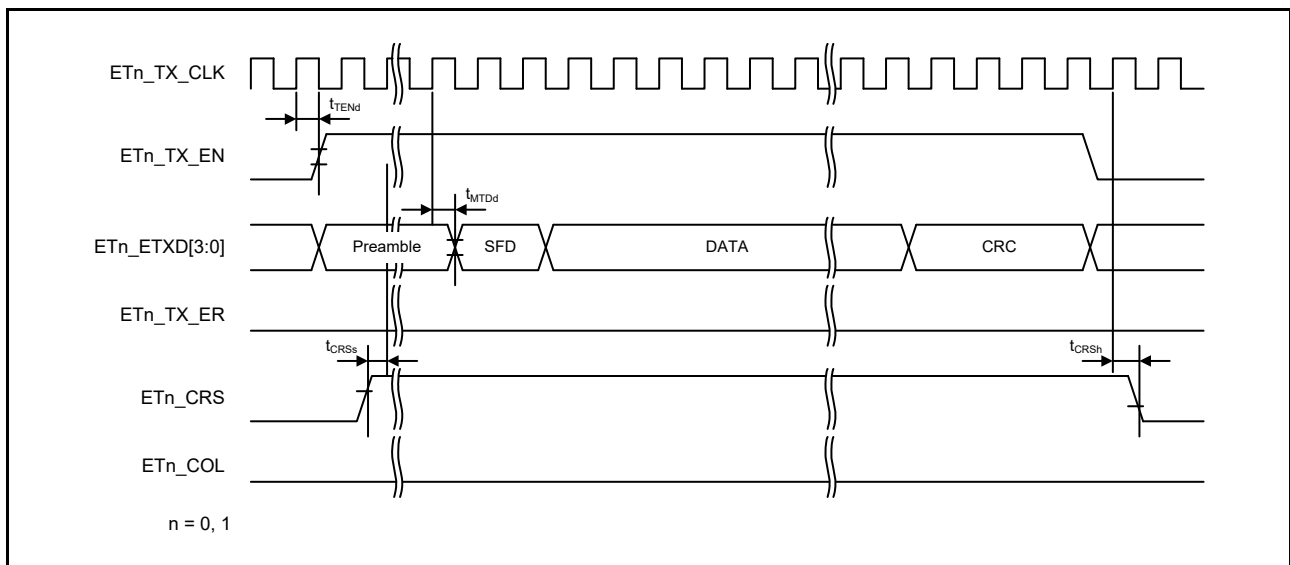 ETn_TX_CLK
tTENd
ETn_TX_EN
tMTDd
ETn_ETXD[3:0]
Preamble SFD DATA CRC
ETn_TX_ER
tCRSs tCRSh
ETn_CRS
ETn_COL
n = 0, 1